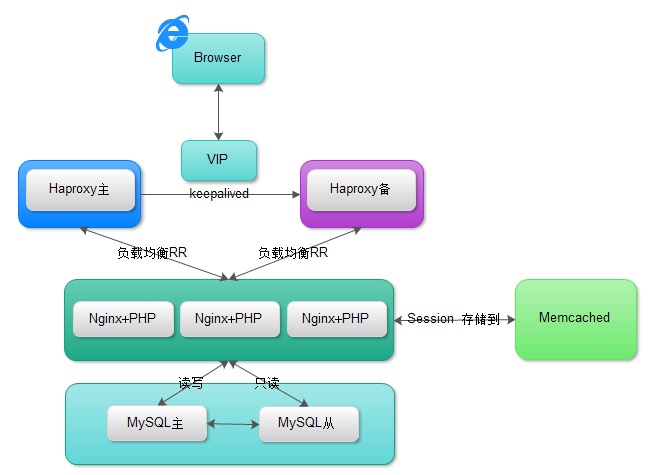 Browser
VIP
Haproxy主
keepalived
Haproxy备
负载均衡RR
负载均衡RR
Nginx+PHP
Nginx+PHP
Nginx+PHP
Session 存储到
Memcached
读写
只读
MySQL主
MySQL从